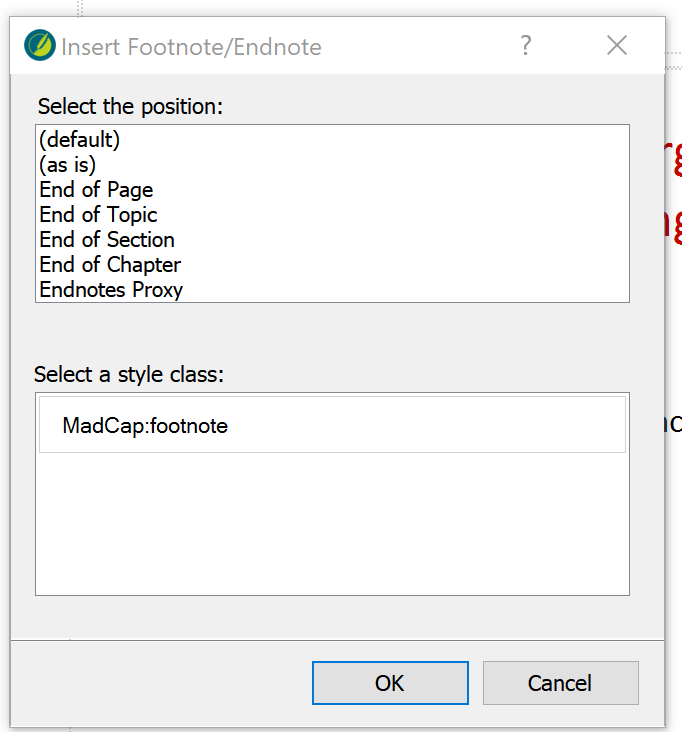 Insert Footnote/Endnote ?
Select the position:
(default)
(as is)
End of Page
End of Topic
End of Section
End of Chapter
Endnotes Proxy
Select a style class:
MadCap:footnote
OK
Cancel